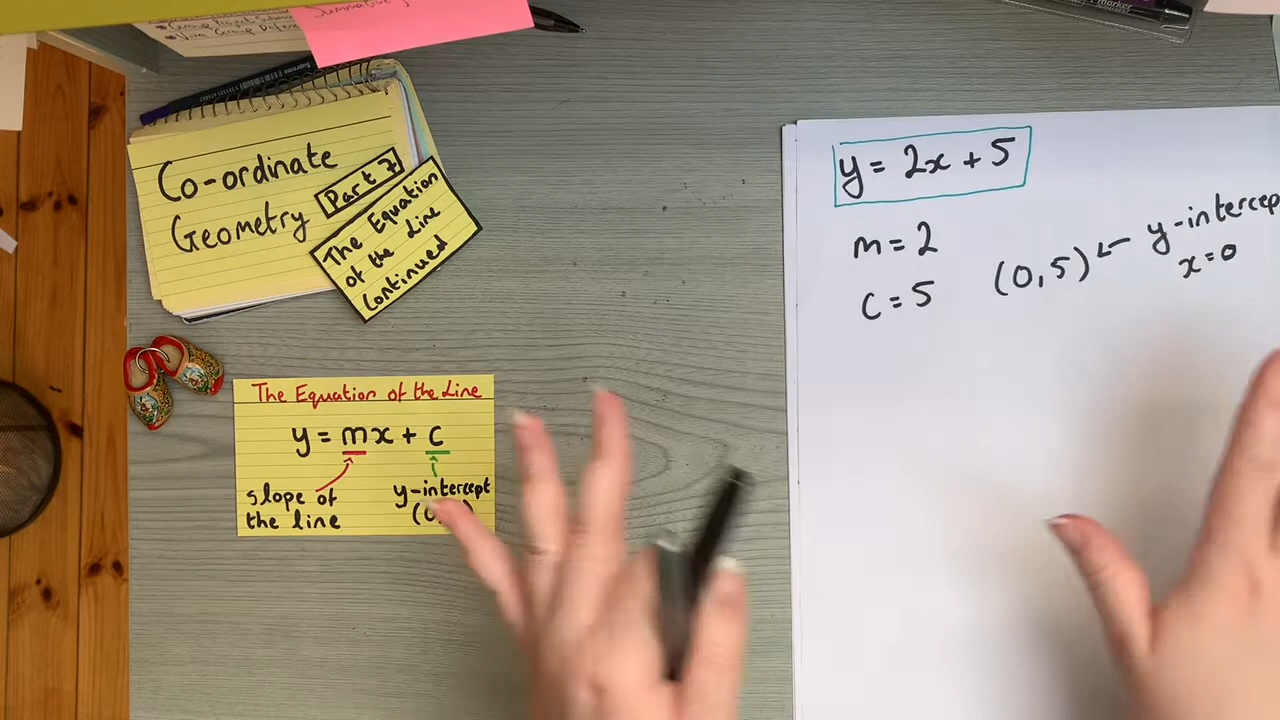 Co-ordinate
Geometry
Part 7
The Equation
of the Line
Continued
The Equation of the Line
y = mx + c
slope of
the line
y-intercept
y = 2x + 5
m = 2
c = 5
(0, 5)
x = 0